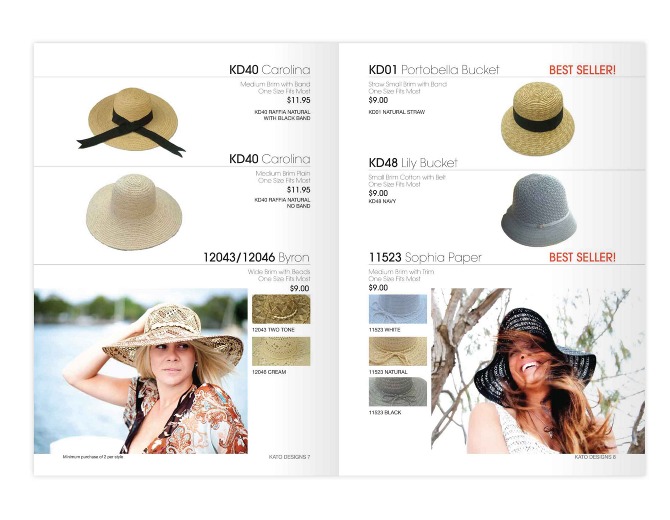 KD40 Carolina
Medium Brim with Band
One Size Fits Most
$11.95
KD40 RAFFIA NATURAL
WITH BLACK BAND
KD40 Carolina
Medium Brim Plain
One Size Fits Most
$11.95
KD40 RAFFIA NATURAL
NO BAND
12043/12046 Byron
Wide Brim with Beads
One Size Fits Most
$9.00
12043 TWO TONE
12046 CREAM
Minimum purchase of 2 per style
KATO DESIGNS 7
KD01 Portobella Bucket BEST SELLER!
Straw Small Brim with Band
One Size Fits Most
$9.00
KD01 NATURAL STRAW
KD48 Lily Bucket
Small Brim Cotton with Belt
One Size Fits Most
$9.00
KD48 NAVY
11523 Sophia Paper BEST SELLER!
Medium Brim with Trim
One Size Fits Most
$9.00
11523 WHITE
11523 NATURAL
11523 BLACK
KATO DESIGNS 8